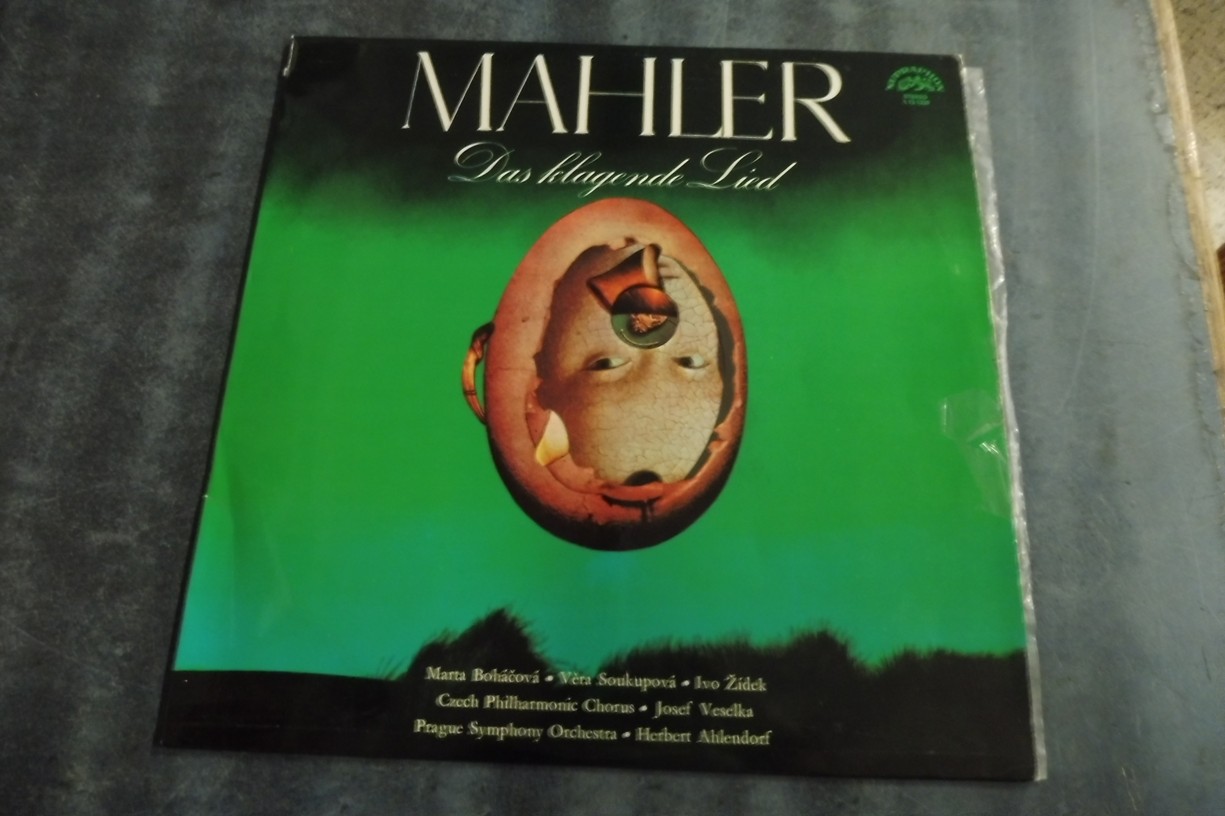 MAHLER
SUPRAPHON
Das klagende Lied
Marta Boháčová • Věra Soukupová • Ivo Žídek
Czech Philharmonic Chorus • Josef Veselka
Prague Symphony Orchestra • Herbert Ahlendorf